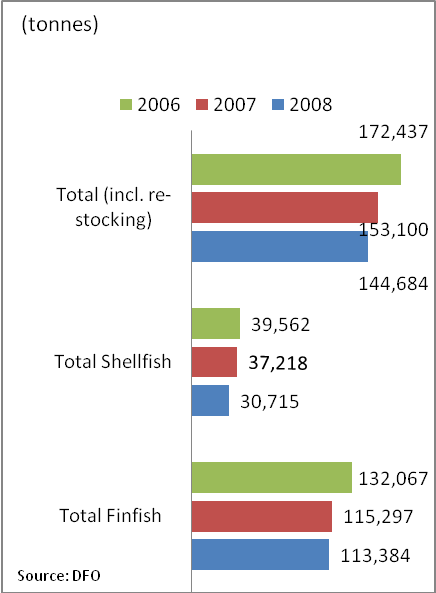 (tonnes)
2006 2007 2008
172,437
Total (incl. re-
stocking)
153,100
144,684
39,562
Total Shellfish 37,218
30,715
132,067
Total Finfish 115,297
113,384
Source: DFO